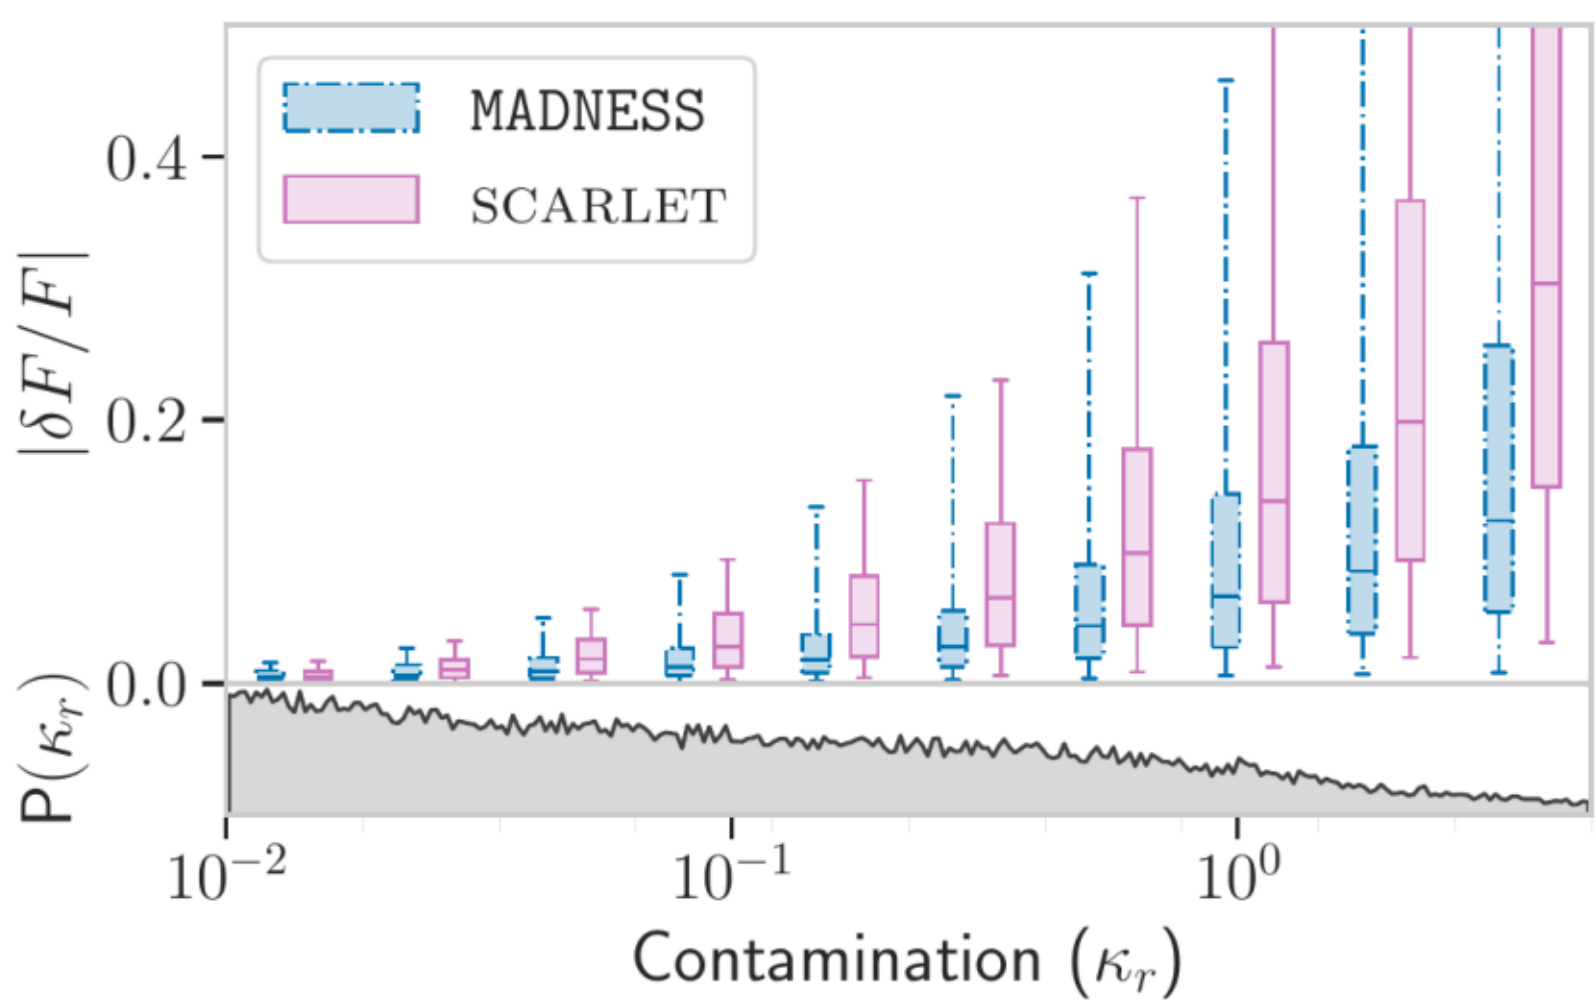 MADNESS
SCARLET
0.4
0.2
0.0
|δF/F|
P(κᵣ)
10⁻²
10⁻¹
10⁰
Contamination (κᵣ)